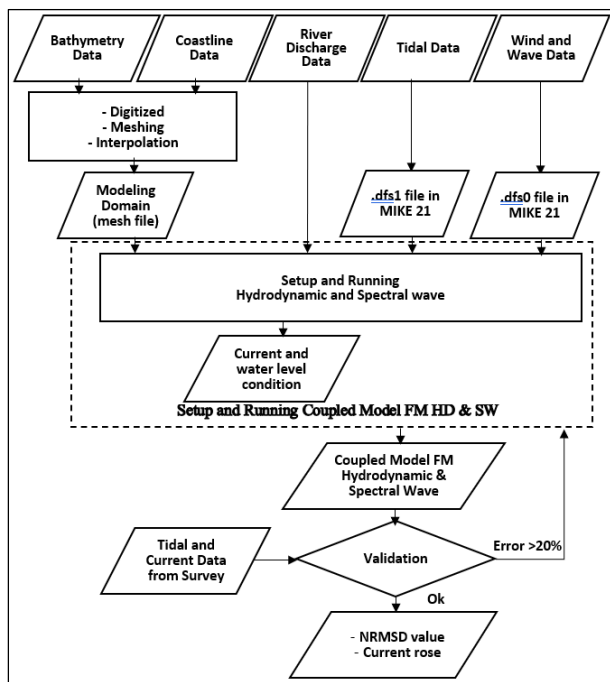 Bathymetry
Data
Coastline
Data
River
Discharge
Data
Tidal Data
Wind and
Wave Data
- Digitized
- Meshing
- Interpolation
Modeling
Domain
(mesh file)
.dfs1 file in
MIKE 21
.dfs0 file in
MIKE 21
Setup and Running
Hydrodynamic and Spectral wave
Current and
water level
condition
Setup and Running Coupled Model FM HD & SW
Coupled Model FM
Hydrodynamic &
Spectral Wave
Tidal and
Current Data
from Survey
Validation
Error >20%
Ok
- NRMSD value
- Current rose